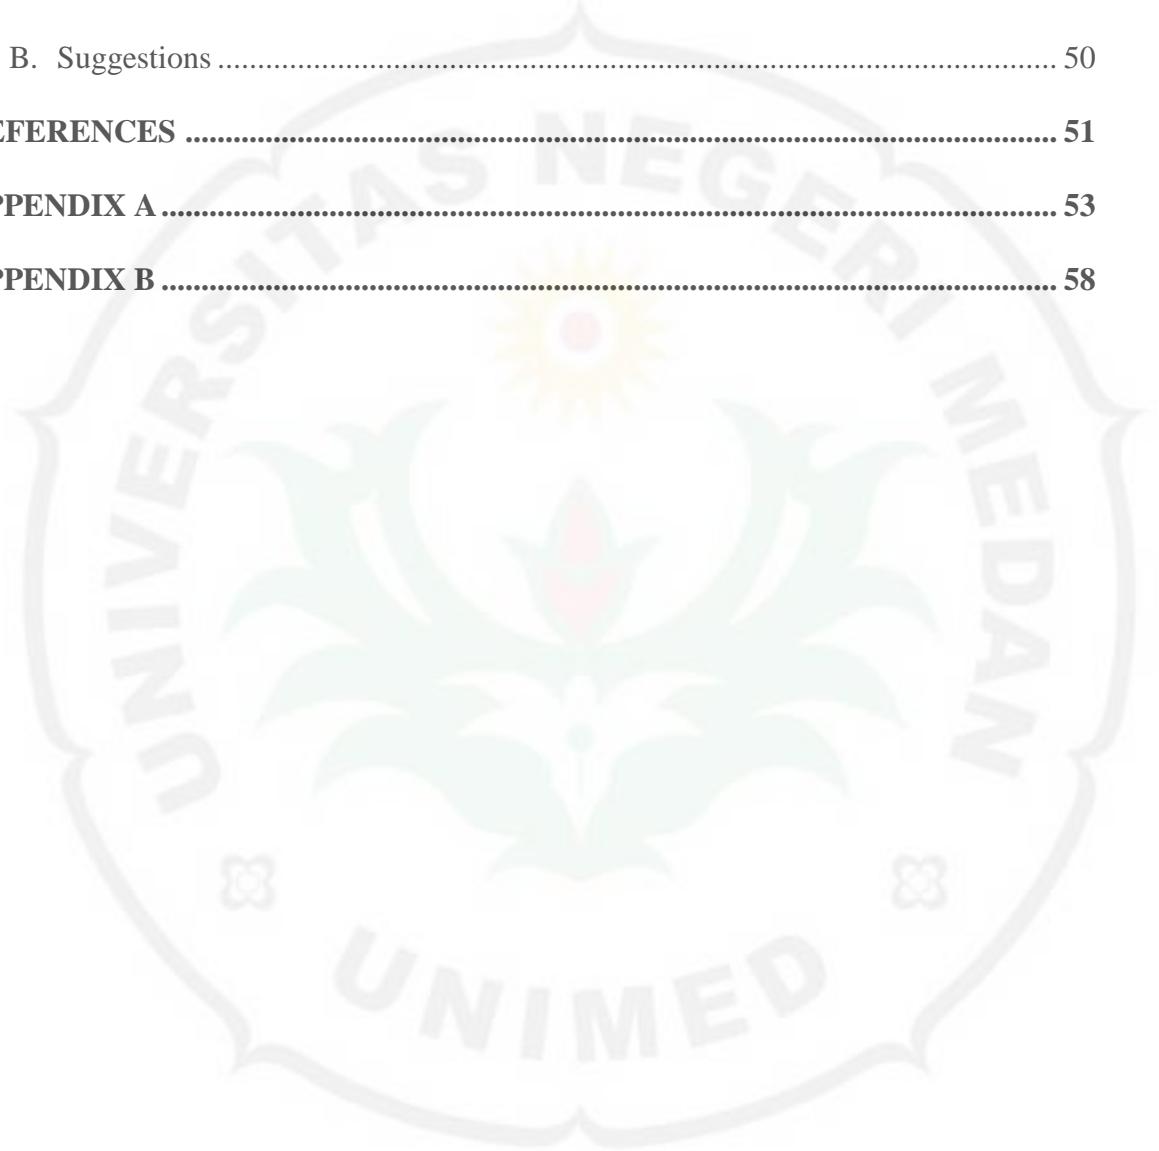 B. Suggestions ........................................................................................................ 50
EFERENCES ............................................................................................................ 51
PPENDIX A ............................................................................................................... 53
PPENDIX B ............................................................................................................... 58
UNIVERSITAS NEGERI MEDAN
UNIMED